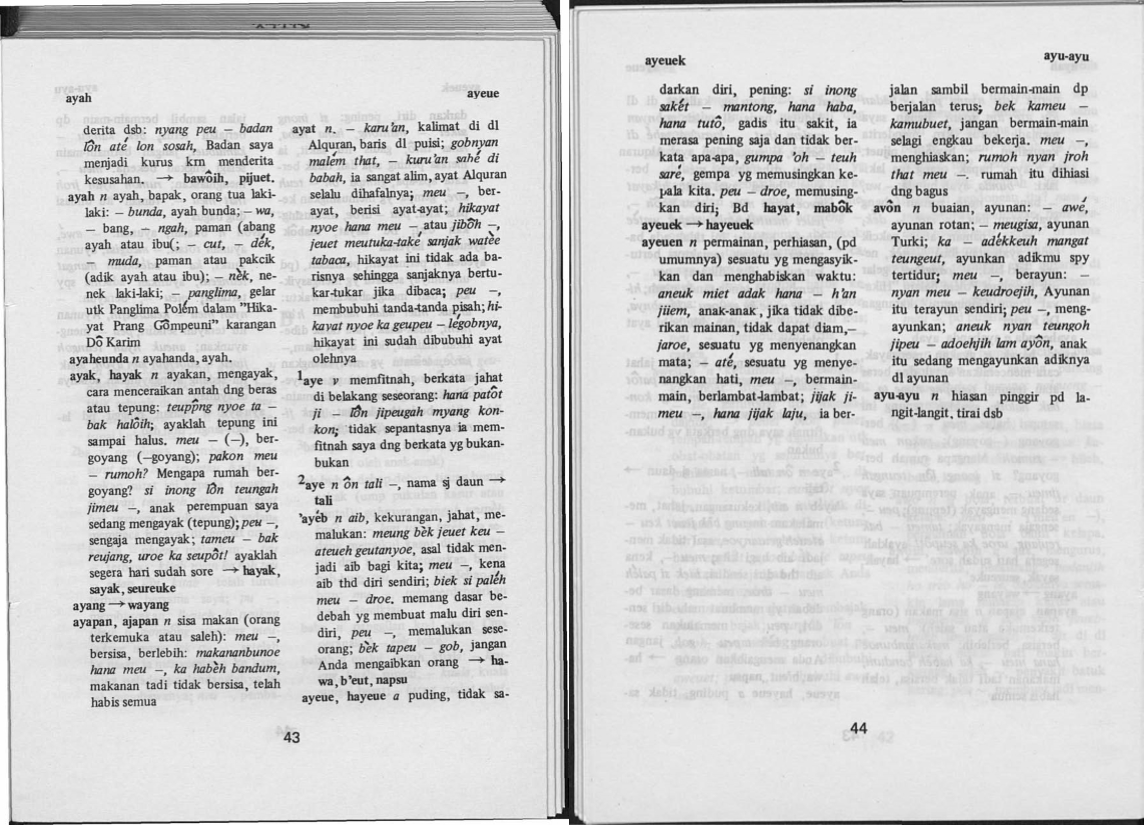 ayah
ayeue
derita dsb: nyang peu – badan
lôn até lon sosah, Badan saya
menjadi kurus krn menderita
kesusahan. → bawôih, pijuet.
ayah n ayah, bapak, orang tua laki-
laki: – bunda, ayah bunda; – wa,
– bang, – ngah, paman (abang
ayah atau ibu(; – cut, – dék,
– muda, paman atau pakcik
(adik ayah atau ibu); – nèk, ne-
nek laki-laki; – panglima, gelar
utk Panglima Polém dalam ”Hika-
yat Prang Gômpeuni” karangan
Dô Karim
ayaheunda n ayahanda, ayah.
ayak, hayak n ayakan, mengayak,
cara menceraikan antah dng beras
atau tepung: teuppng nyoe ta –
bak halôih; ayaklah tepung ini
sampai halus. meu – (–), ber-
goyang (–goyang); pakon meu
– rumoh? Mengapa rumah ber-
goyang? si inong lôn teungah
jimeu –, anak perempuan saya
sedang mengayak (tepung); peu –,
sengaja mengayak; tameu – bak
reujang, uroe ka seupôt! ayaklah
segera hari sudah sore → hayak,
sayak, seureuke
ayang → wayang
ayapan, ajapan n sisa makan (orang
terkemuka atau saleh): meu –,
bersisa, berlebih: makananbunoe
hana meu –, ka habèh bandum,
makanan tadi tidak bersisa, telah
habis semua
ayat n. – karu'an, kalimat di dl
Alquran, baris dl puisi; gobnyan
malém that, – kuru'an sahé di
babah, ia sangat alim, ayat Alquran
selalu dihafalnya; meu –, ber-
ayat, berisi ayat-ayat; hikayat
nyoe hana meu – atau jibôh –,
jeuet meutuka-také sanjak watèe
tabaca, hikayat ini tidak ada ba-
risnya sehingga sanjaknya bertu-
kar-tukar jika dibaca; peu –,
membubuhi tanda-tanda pisah; hi-
kayat nyoe ka geupeu – légobnya,
hikayat ini sudah dibubuhi ayat
olehnya
1aye v memfitnah, berkata jahat
di belakang seseorang: hana patôt
ji – lôn jipeugah myang kon-
kon; tidak sepantasnya ia mem-
fitnah saya dng berkata yg bukan-
bukan
2aye n ôn tali –, nama sj daun →
tali
'ayéb n aib, kekurangan, jahat, me-
malukan: meung bèk jeuet keu –
ateueh geutanyoe, asal tidak men-
jadi aib bagi kita; meu –, kena
aib thd diri sendiri; biek si paléh
meu – droe. memang dasar be-
debah yg membuat malu diri sen-
diri, peu –, memalukan sese-
orang; bèk tapeu – gob, jangan
Anda mengaibkan orang → ha-
wa, b'eut, napsu
ayeue, hayeue a puding, tidak sa-
43
ayeuek
ayu-ayu
darkan diri, pening: si inong
sakét – mantong, hana haba,
hana tutô, gadis itu sakit, ia
merasa pening saja dan tidak ber-
kata apa-apa, gumpa 'oh – teuh
saré, gempa yg memusingkan ke-
pala kita. peu – droe, memusing-
kan diri; Bd hayat, mabôk
ayeuek → hayeuek
ayeuen n permainan, perhiasan, (pd
umumnya) sesuatu yg mengasyik-
kan dan menghabiskan waktu:
aneuk miet adak hana – h'an
jiiem, anak-anak, jika tidak dibe-
rikan mainan, tidak dapat diam,–
jaroe, sesuatu yg menyenangkan
mata; – até, sesuatu yg menye-
nangkan hati, meu –, bermain-
main, berlambat-lambat; jijak ji-
meu –, hana jijak laju, ia ber-
jalan sambil bermain-main dp
berjalan terus; bek kameu –
kamubuet, jangan bermain-main
selagi engkau bekerja. meu –,
menghiaskan; rumoh nyan jroh
that meu –. rumah itu dihiasi
dng bagus
avôn n buaian, ayunan: – awé,
ayunan rotan; – meugisa, ayunan
Turki; ka – adékkeuh mangat
teungeut, ayunkan adikmu spy
tertidur; meu –, berayun: –
nyan meu – keudroejih, Ayunan
itu terayun sendiri; peu –, meng-
ayunkan; aneuk nyan teungoh
jipeu – adoehjih lam ayôn, anak
itu sedang mengayunkan adiknya
dl ayunan
ayu-ayu n hiasan pinggir pd la-
ngit-langit, tirai dsb
44